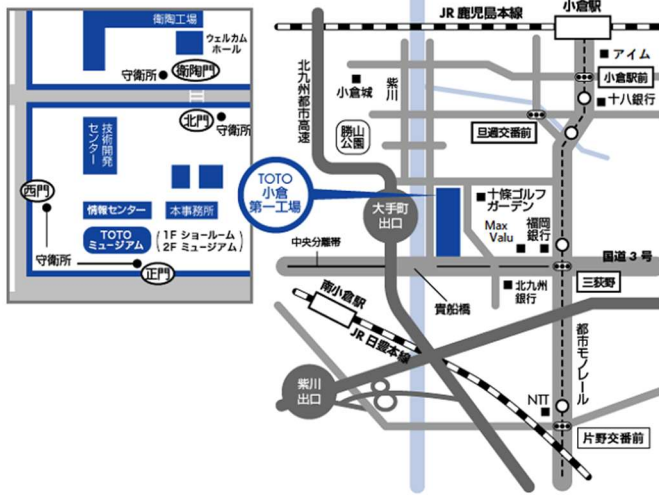 衛陶工場
ウェルカム
ホール
守衛所
衛陶門
北門
守衛所
技術開発
センター
西門
情報センター
本事務所
TOTO
ミュージアム
(1F ショールーム
2F ミュージアム)
守衛所
正門
JR 鹿児島本線
小倉駅
アイム
小倉駅前
十八銀行
北九州都市高速
小倉城
紫川
勝山
公園
旦過交番前
TOTO
小倉
第一工場
大手町
出口
十條ゴルフ
ガーデン
Max
Valu
福岡
銀行
中央分離帯
国道3号
三萩野
北九州
銀行
貴船橋
南小倉駅
JR 日豊本線
都市モノレール
紫川
出口
NTT
片野交番前